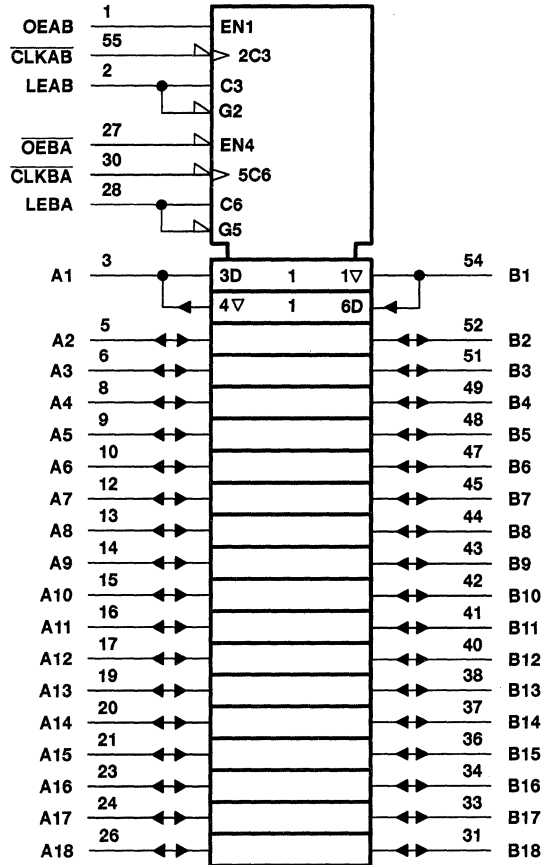 OEAB 1 EN1
CLKAB 55 2C3
LEAB 2 C3
G2
OEBA 27 EN4
CLKBA 30 5C6
LEBA 28 C6
G5
A1 3 3D 1 1▽ 54 B1
4▽ 1 6D
A2 5 52 B2
A3 6 51 B3
A4 8 49 B4
A5 9 48 B5
A6 10 47 B6
A7 12 45 B7
A8 13 44 B8
A9 14 43 B9
A10 15 42 B10
A11 16 41 B11
A12 17 40 B12
A13 19 38 B13
A14 20 37 B14
A15 21 36 B15
A16 23 34 B16
A17 24 33 B17
A18 26 31 B18